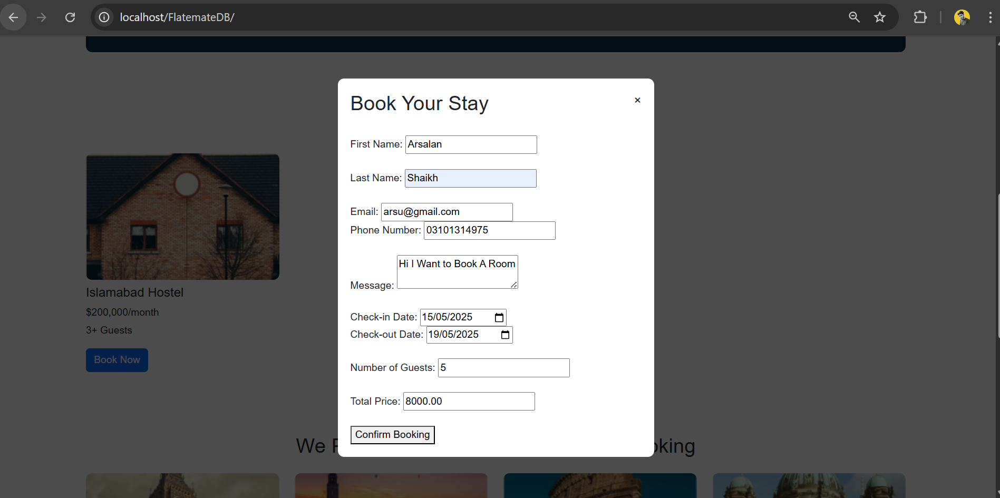 localhost/FlatemateDB/
Book Your Stay
×
First Name: Arsalan
Last Name: Shaikh
Email: arsu@gmail.com
Phone Number: 03101314975
Message: Hi I Want to Book A Room
Check-in Date: 15/05/2025
Check-out Date: 19/05/2025
Number of Guests: 5
Total Price: 8000.00
Confirm Booking
Islamabad Hostel
$200,000/month
3+ Guests
Book Now
We